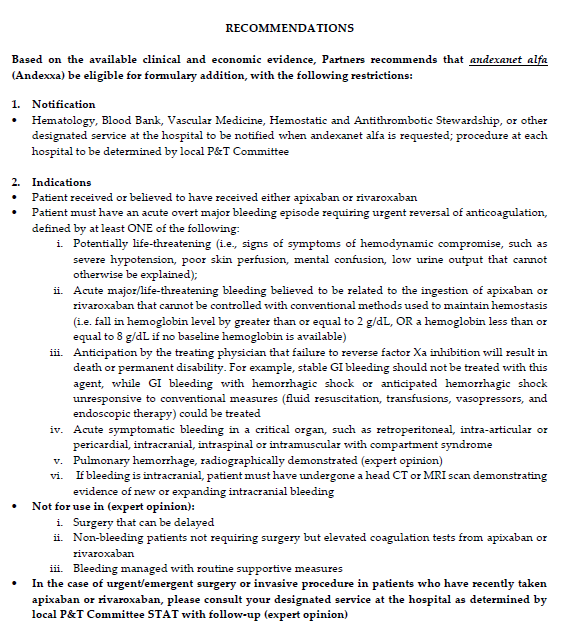 RECOMMENDATIONS
Based on the available clinical and economic evidence, Partners recommends that andexanet alfa
(Andexxa) be eligible for formulary addition, with the following restrictions:
1. Notification
• Hematology, Blood Bank, Vascular Medicine, Hemostatic and Antithrombotic Stewardship, or other
designated service at the hospital to be notified when andexanet alfa is requested; procedure at each
hospital to be determined by local P&T Committee
2. Indications
• Patient received or believed to have received either apixaban or rivaroxaban
• Patient must have an acute overt major bleeding episode requiring urgent reversal of anticoagulation,
defined by at least ONE of the following:
i. Potentially life-threatening (i.e., signs of symptoms of hemodynamic compromise, such as
severe hypotension, poor skin perfusion, mental confusion, low urine output that cannot
otherwise be explained);
ii. Acute major/life-threatening bleeding believed to be related to the ingestion of apixaban or
rivaroxaban that cannot be controlled with conventional methods used to maintain hemostasis
(i.e. fall in hemoglobin level by greater than or equal to 2 g/dL, OR a hemoglobin less than or
equal to 8 g/dL if no baseline hemoglobin is available)
iii. Anticipation by the treating physician that failure to reverse factor Xa inhibition will result in
death or permanent disability. For example, stable GI bleeding should not be treated with this
agent, while GI bleeding with hemorrhagic shock or anticipated hemorrhagic shock
unresponsive to conventional measures (fluid resuscitation, transfusions, vasopressors, and
endoscopic therapy) could be treated
iv. Acute symptomatic bleeding in a critical organ, such as retroperitoneal, intra-articular or
pericardial, intracranial, intraspinal or intramuscular with compartment syndrome
v. Pulmonary hemorrhage, radiographically demonstrated (expert opinion)
vi. If bleeding is intracranial, patient must have undergone a head CT or MRI scan demonstrating
evidence of new or expanding intracranial bleeding
• Not for use in (expert opinion):
i. Surgery that can be delayed
ii. Non-bleeding patients not requiring surgery but elevated coagulation tests from apixaban or
rivaroxaban
iii. Bleeding managed with routine supportive measures
• In the case of urgent/emergent surgery or invasive procedure in patients who have recently taken
apixaban or rivaroxaban, please consult your designated service at the hospital as determined by
local P&T Committee STAT with follow-up (expert opinion)